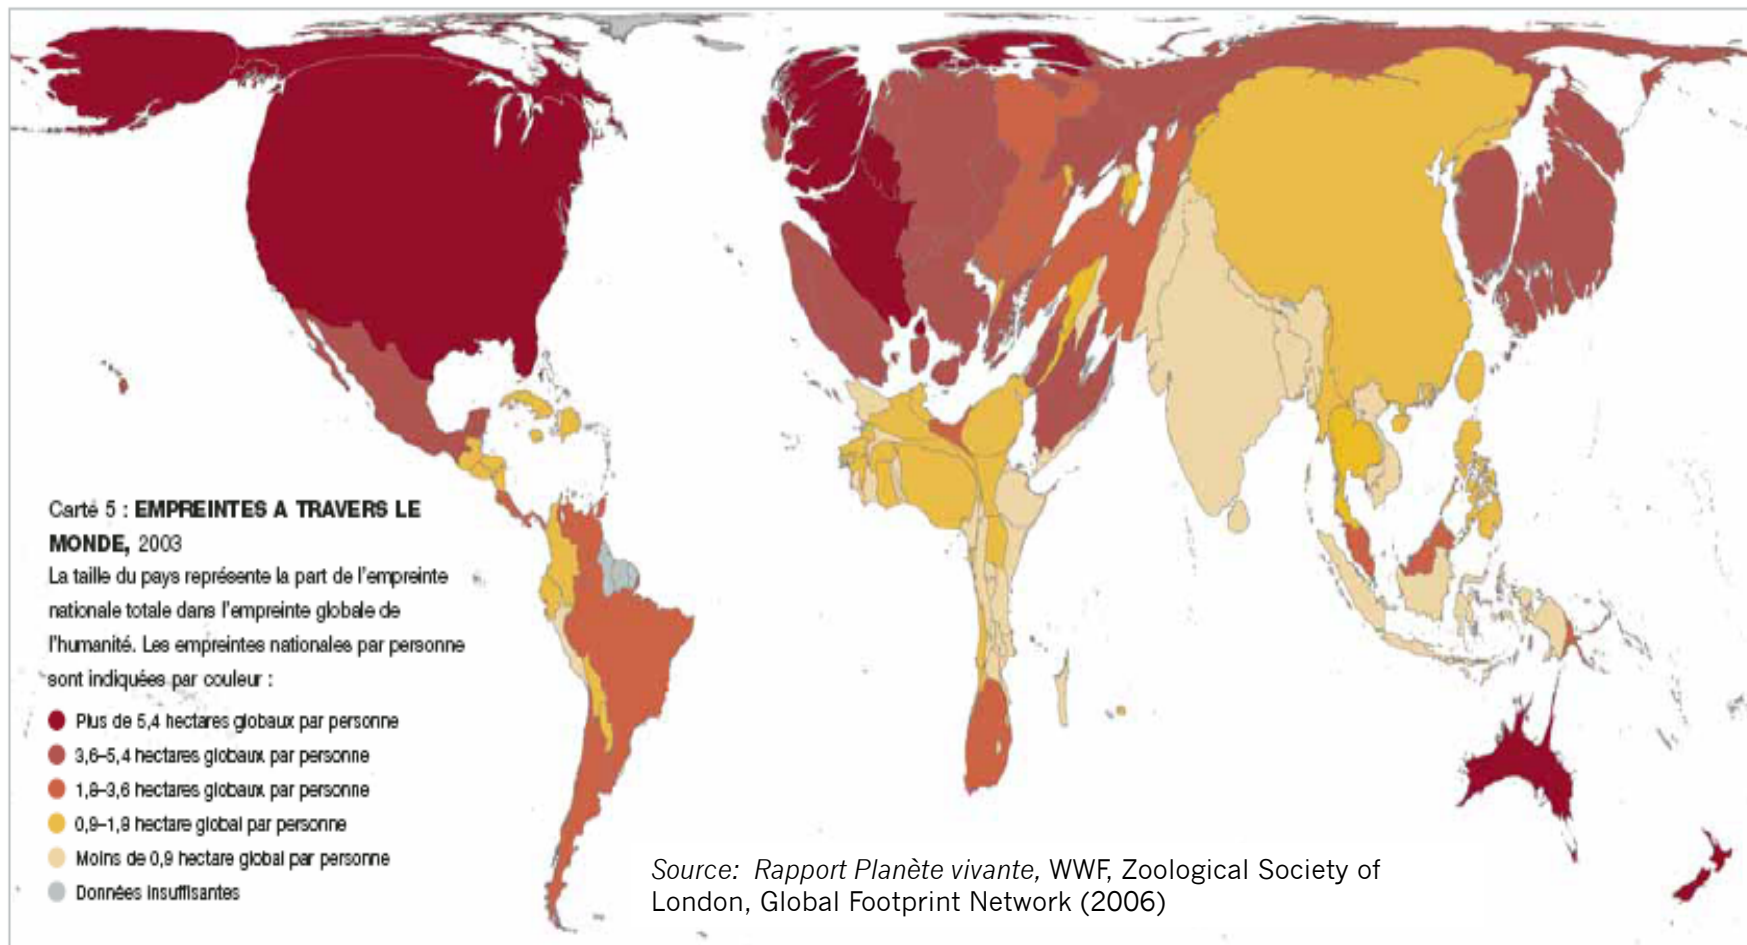 Carté 5 : EMPREINTES A TRAVERS LE
MONDE, 2003
La taille du pays représente la part de l'empreinte
nationale totale dans l'empreinte globale de
l'humanité. Les empreintes nationales par personne
sont indiquées par couleur :
Plus de 5,4 hectares globaux par personne
3,6–5,4 hectares globaux par personne
1,8–3,6 hectares globaux par personne
0,9–1,8 hectare global par personne
Moins de 0,9 hectare global par personne
Données insuffisantes
Source: Rapport Planète vivante, WWF, Zoological Society of
London, Global Footprint Network (2006)